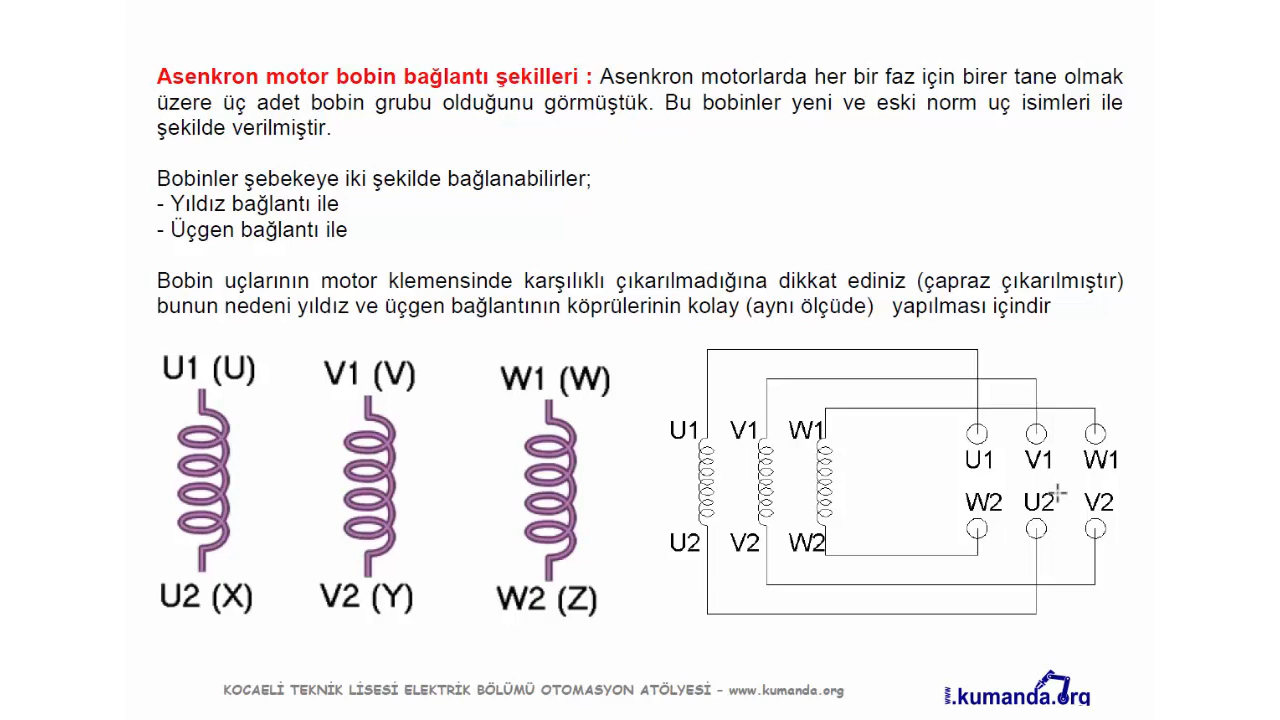 Asenkron motor bobin bağlantı şekilleri : Asenkron motorlarda her bir faz için birer tane olmak
üzere üç adet bobin grubu olduğunu görmüştük. Bu bobinler yeni ve eski norm uç isimleri ile
şekilde verilmiştir.
Bobinler şebekeye iki şekilde bağlanabilirler;
- Yıldız bağlantı ile
- Üçgen bağlantı ile
Bobin uçlarının motor klemensinde karşılıklı çıkarılmadığına dikkat ediniz (çapraz çıkarılmıştır)
bunun nedeni yıldız ve üçgen bağlantının köprülerinin kolay (aynı ölçüde) yapılması içindir
U1 (U) V1 (V) W1 (W)
U2 (X) V2 (Y) W2 (Z)
U1 V1 W1
U1 V1 W1
W2 U2 V2
U2 V2 W2
KOCAELİ TEKNİK LİSESİ ELEKTRİK BÖLÜMÜ OTOMASYON ATÖLYESİ - www.kumanda.org
www.kumanda.org